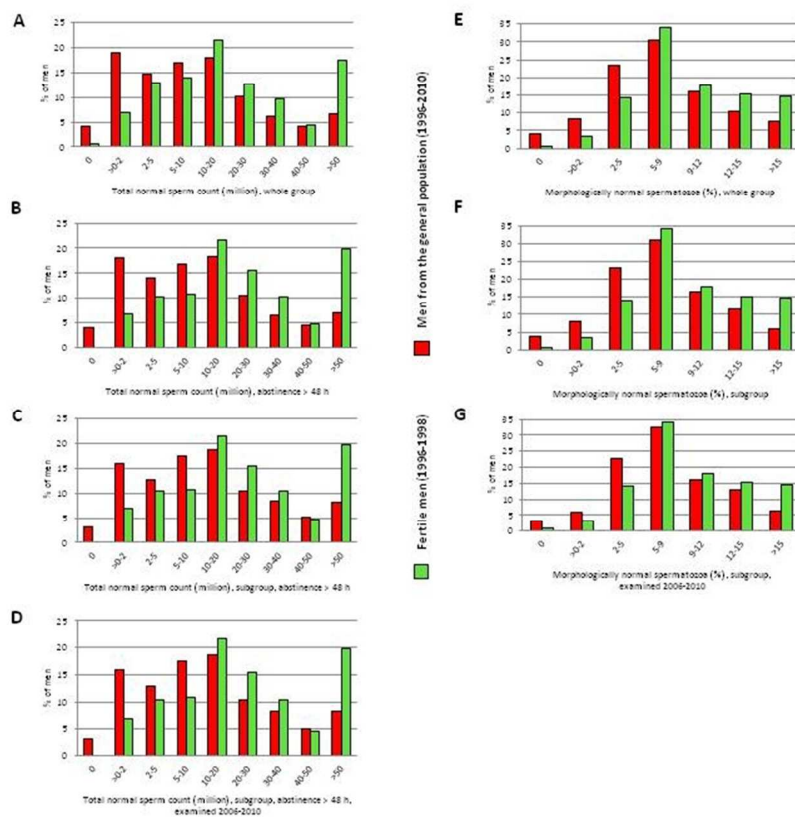 A
% of men
25
20
15
10
5
0
0 >0-2 2-5 5-10 10-20 20-30 30-40 40-50 >50
Total normal sperm count (million), whole group
B
% of men
25
20
15
10
5
0
0 >0-2 2-5 5-10 10-20 20-30 30-40 40-50 >50
Total normal sperm count (million), abstinence > 48 h
C
% of men
25
20
15
10
5
0
0 >0-2 2-5 5-10 10-20 20-30 30-40 40-50 >50
Total normal sperm count (million), subgroup, abstinence > 48 h
D
% of men
25
20
15
10
5
0
0 >0-2 2-5 5-10 10-20 20-30 30-40 40-50 >50
Total normal sperm count (million), subgroup, abstinence > 48 h,
examined 2006-2010
Men from the general population (1996-2010)
Fertile men (1996-1998)
E
% of men
35
30
25
20
15
10
5
0
0 >0-2 2-5 5-9 9-12 12-15 >15
Morphologically normal spermatozoa (%), whole group
F
% of men
35
30
25
20
15
10
5
0
0 >0-2 2-5 5-9 9-12 12-15 >15
Morphologically normal spermatozoa (%), subgroup
G
% of men
35
30
25
20
15
10
5
0
0 >0-2 2-5 5-9 9-12 12-15 >15
Morphologically normal spermatozoa (%), subgroup,
examined 2006-2010